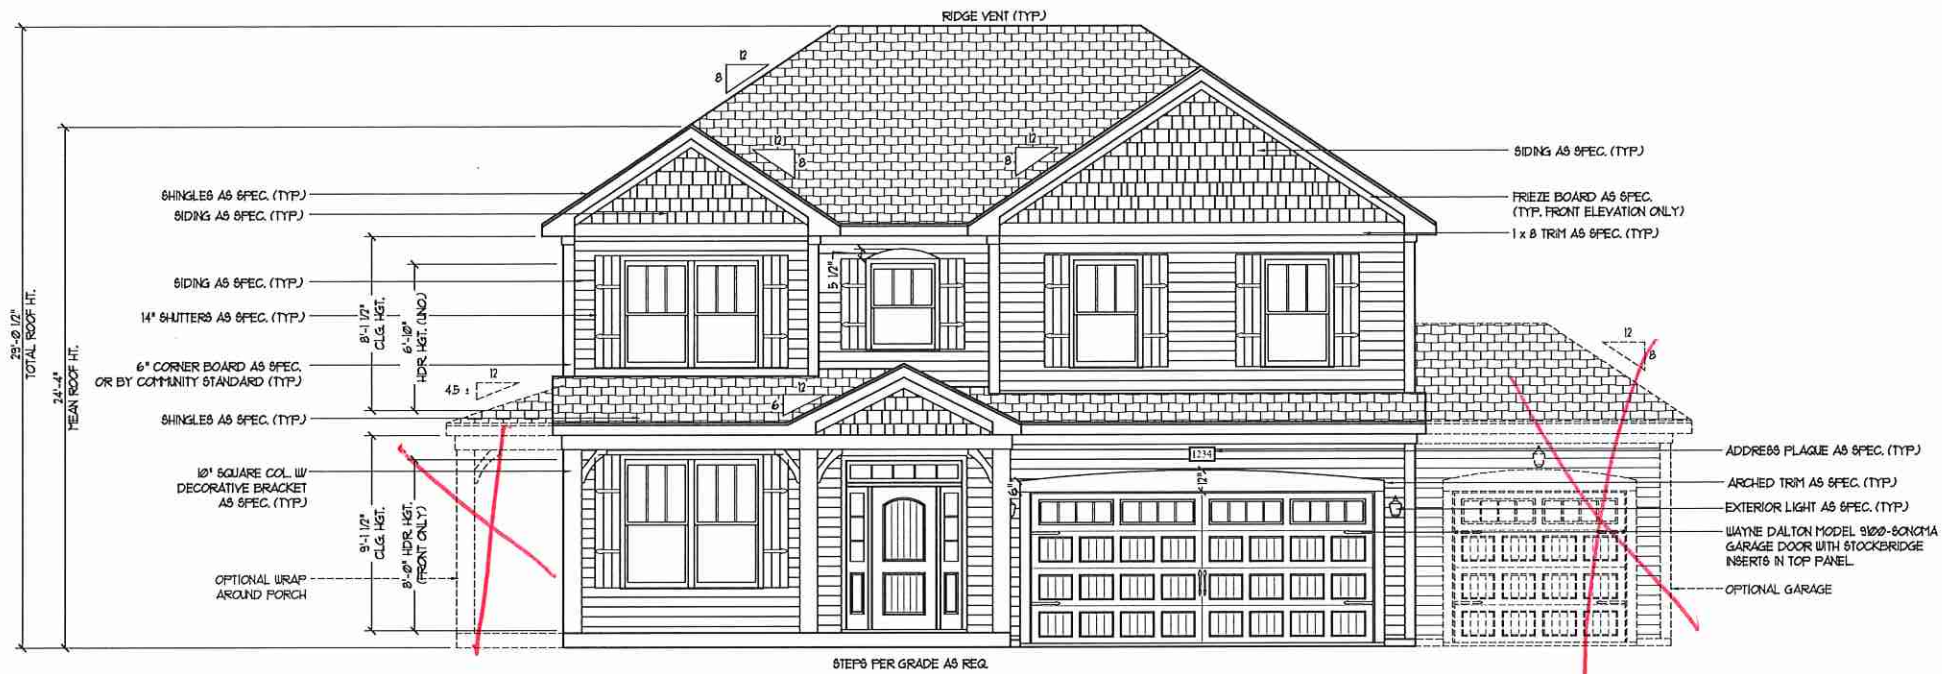 RIDGE VENT (TYP.)
12
8
12
8
12
8
SIDING AS SPEC. (TYP.)
SHINGLES AS SPEC. (TYP.)
SIDING AS SPEC. (TYP.)
FRIEZE BOARD AS SPEC.
(TYP. FRONT ELEVATION ONLY)
1 x 8 TRIM AS SPEC. (TYP.)
SIDING AS SPEC. (TYP.)
14" SHUTTERS AS SPEC. (TYP.)
6" CORNER BOARD AS SPEC.
OR BY COMMUNITY STANDARD (TYP.)
SHINGLES AS SPEC. (TYP.)
29'-0 1/2"
TOTAL ROOF HT.
24'-4"
MEAN ROOF HT.
8'-1 1/2"
CLG. HGT.
6'-10"
HDR. HGT. (UNO.)
5 1/2"
12
4.5
12
6
12
8
10" SQUARE COL. W/
DECORATIVE BRACKET
AS SPEC. (TYP.)
9'-1 1/2"
CLG. HGT.
8'-0" HDR. HGT.
(FRONT ONLY)
OPTIONAL WRAP
AROUND PORCH
6"
1234
12"
ADDRESS PLAQUE AS SPEC. (TYP.)
ARCHED TRIM AS SPEC. (TYP.)
EXTERIOR LIGHT AS SPEC. (TYP.)
WAYNE DALTON MODEL 9100-SONOMA
GARAGE DOOR WITH STOCKBRIDGE
INSERTS IN TOP PANEL.
OPTIONAL GARAGE
STEPS PER GRADE AS REQ.